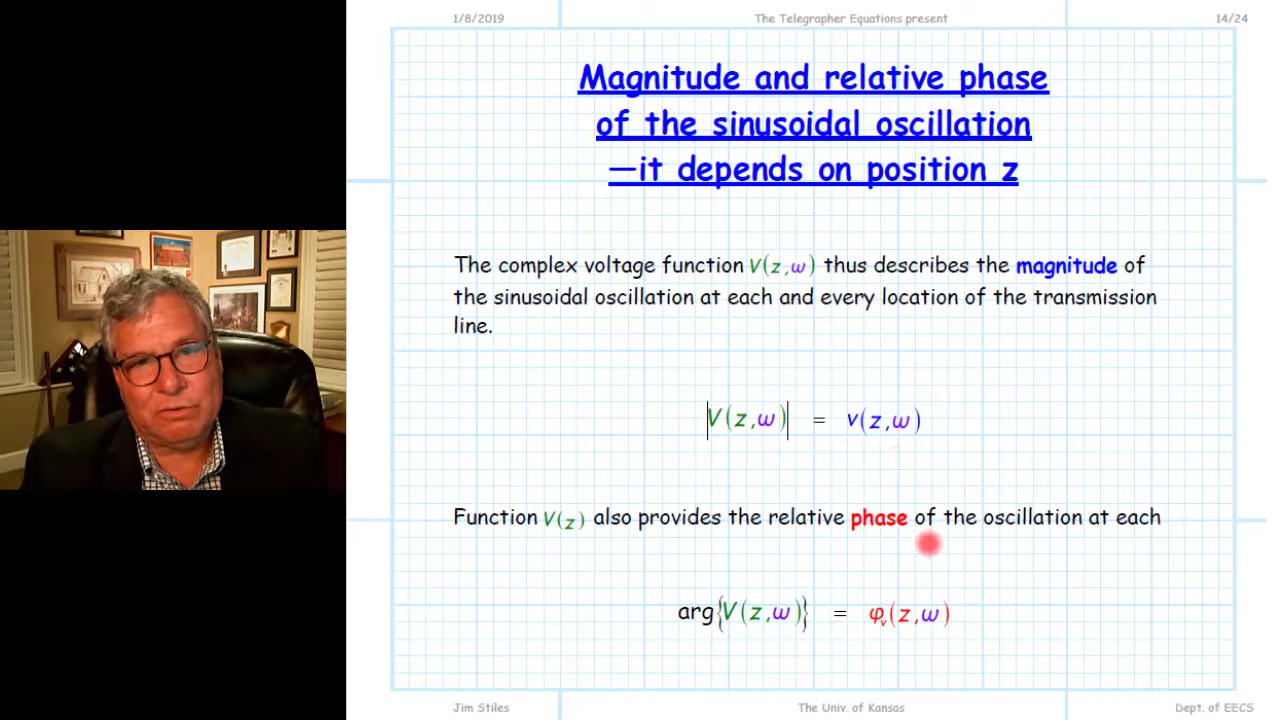 1/8/2019 The Telegrapher Equations present 14/24
Magnitude and relative phase
of the sinusoidal oscillation
—it depends on position z
The complex voltage function V(z,ω) thus describes the magnitude of
the sinusoidal oscillation at each and every location of the transmission
line.
|V(z,ω)| = v(z,ω)
Function V(z) also provides the relative phase of the oscillation at each
arg{V(z,ω)} = φᵥ(z,ω)
Jim Stiles The Univ. of Kansas Dept. of EECS